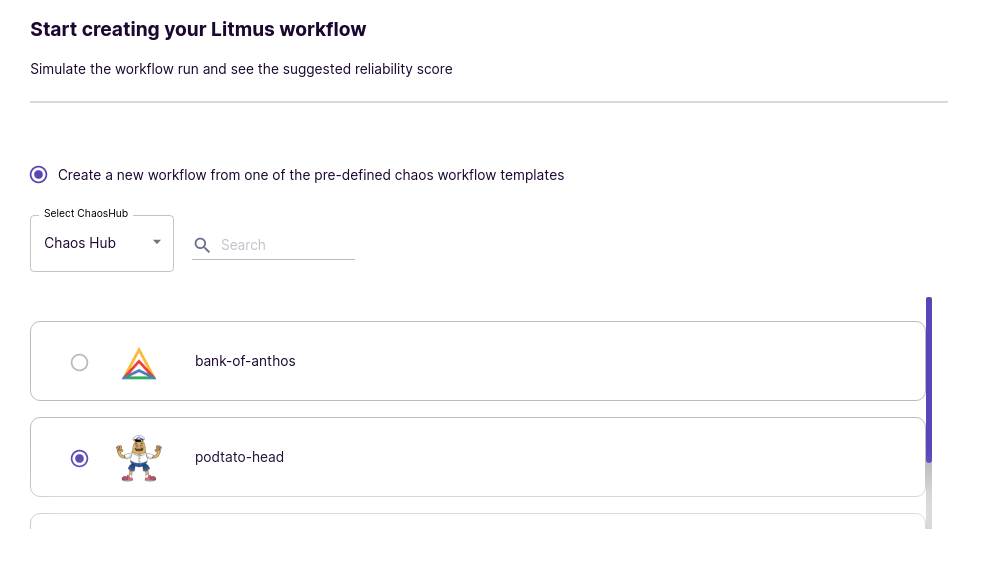 Start creating your Litmus workflow
Simulate the workflow run and see the suggested reliability score
Create a new workflow from one of the pre-defined chaos workflow templates
Select ChaosHub
Chaos Hub
Search
bank-of-anthos
podtato-head